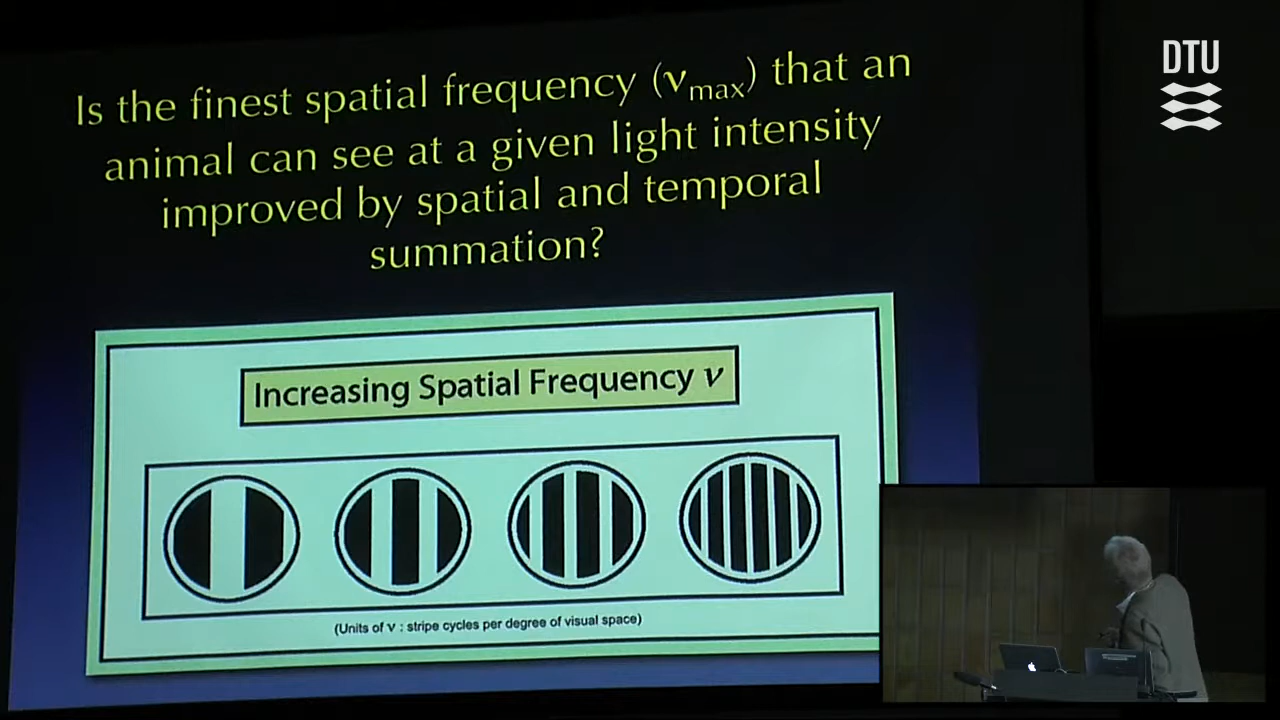 Is the finest spatial frequency (νmax) that an
animal can see at a given light intensity
improved by spatial and temporal
summation?
Increasing Spatial Frequency ν
(Units of ν : stripe cycles per degree of visual space)
DTU